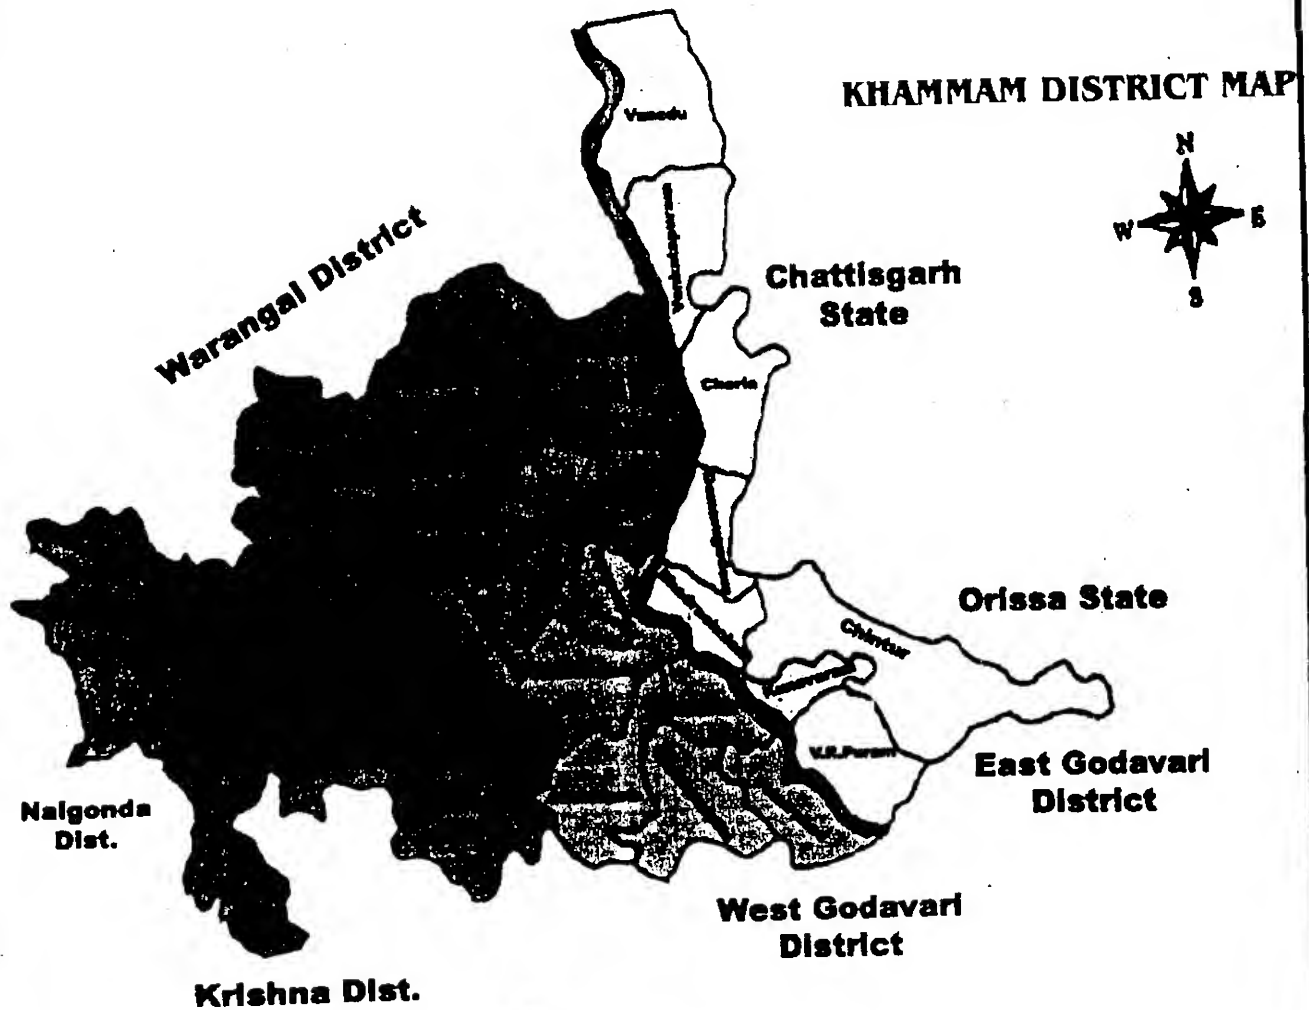 KHAMMAM DISTRICT MAP
N
W
E
S
Warangal District
Chattisgarh
State
Venkatapuram
Charla
Orissa State
Chintur
V.R.Puram
East Godavari
District
Nalgonda
Dist.
West Godavari
District
Krishna Dist.